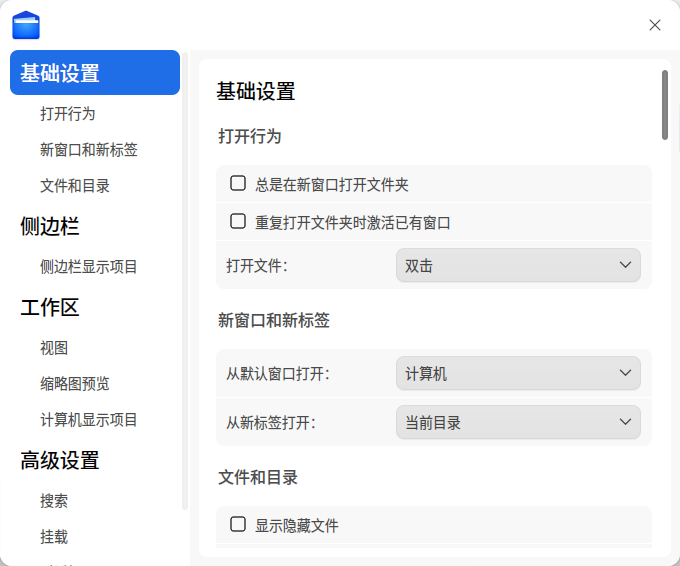 基础设置
打开行为
新窗口和新标签
文件和目录
侧边栏
侧边栏显示项目
工作区
视图
缩略图预览
计算机显示项目
高级设置
搜索
挂载
基础设置
打开行为
总是在新窗口打开文件夹
重复打开文件夹时激活已有窗口
打开文件： 双击
新窗口和新标签
从默认窗口打开： 计算机
从新标签打开： 当前目录
文件和目录
显示隐藏文件